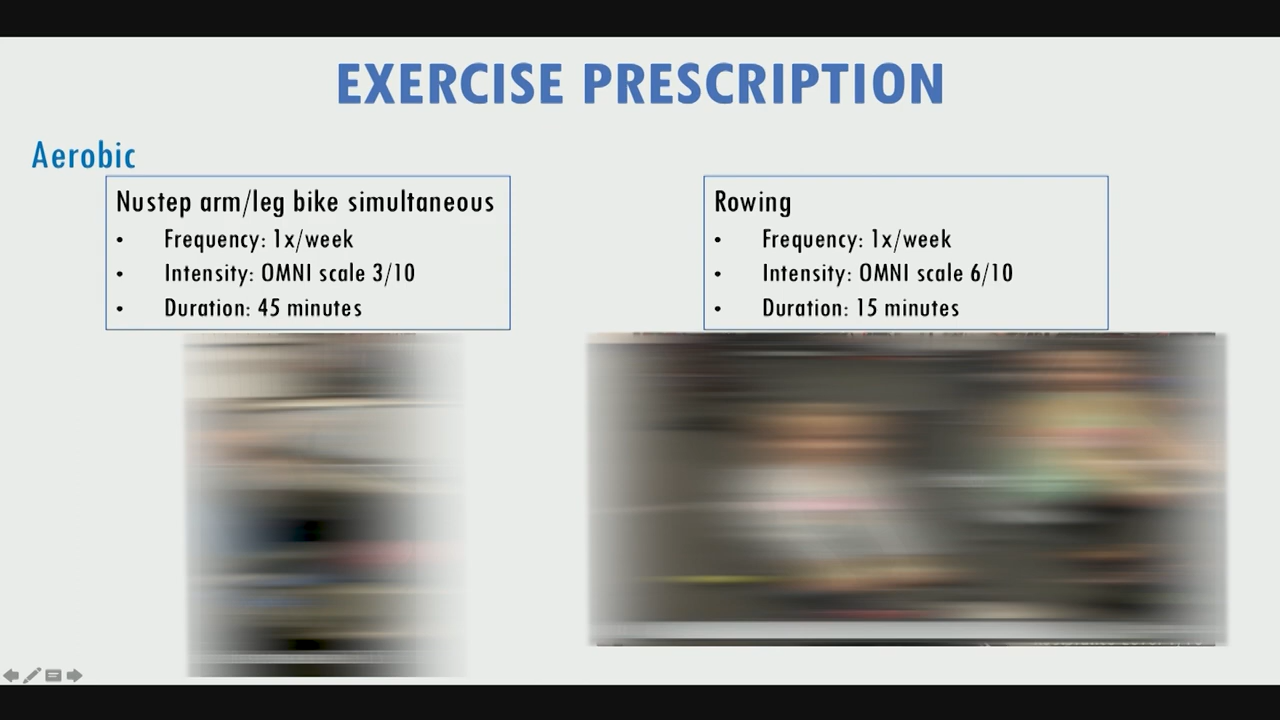 EXERCISE PRESCRIPTION
Aerobic
Nustep arm/leg bike simultaneous
• Frequency: 1x/week
• Intensity: OMNI scale 3/10
• Duration: 45 minutes
Rowing
• Frequency: 1x/week
• Intensity: OMNI scale 6/10
• Duration: 15 minutes